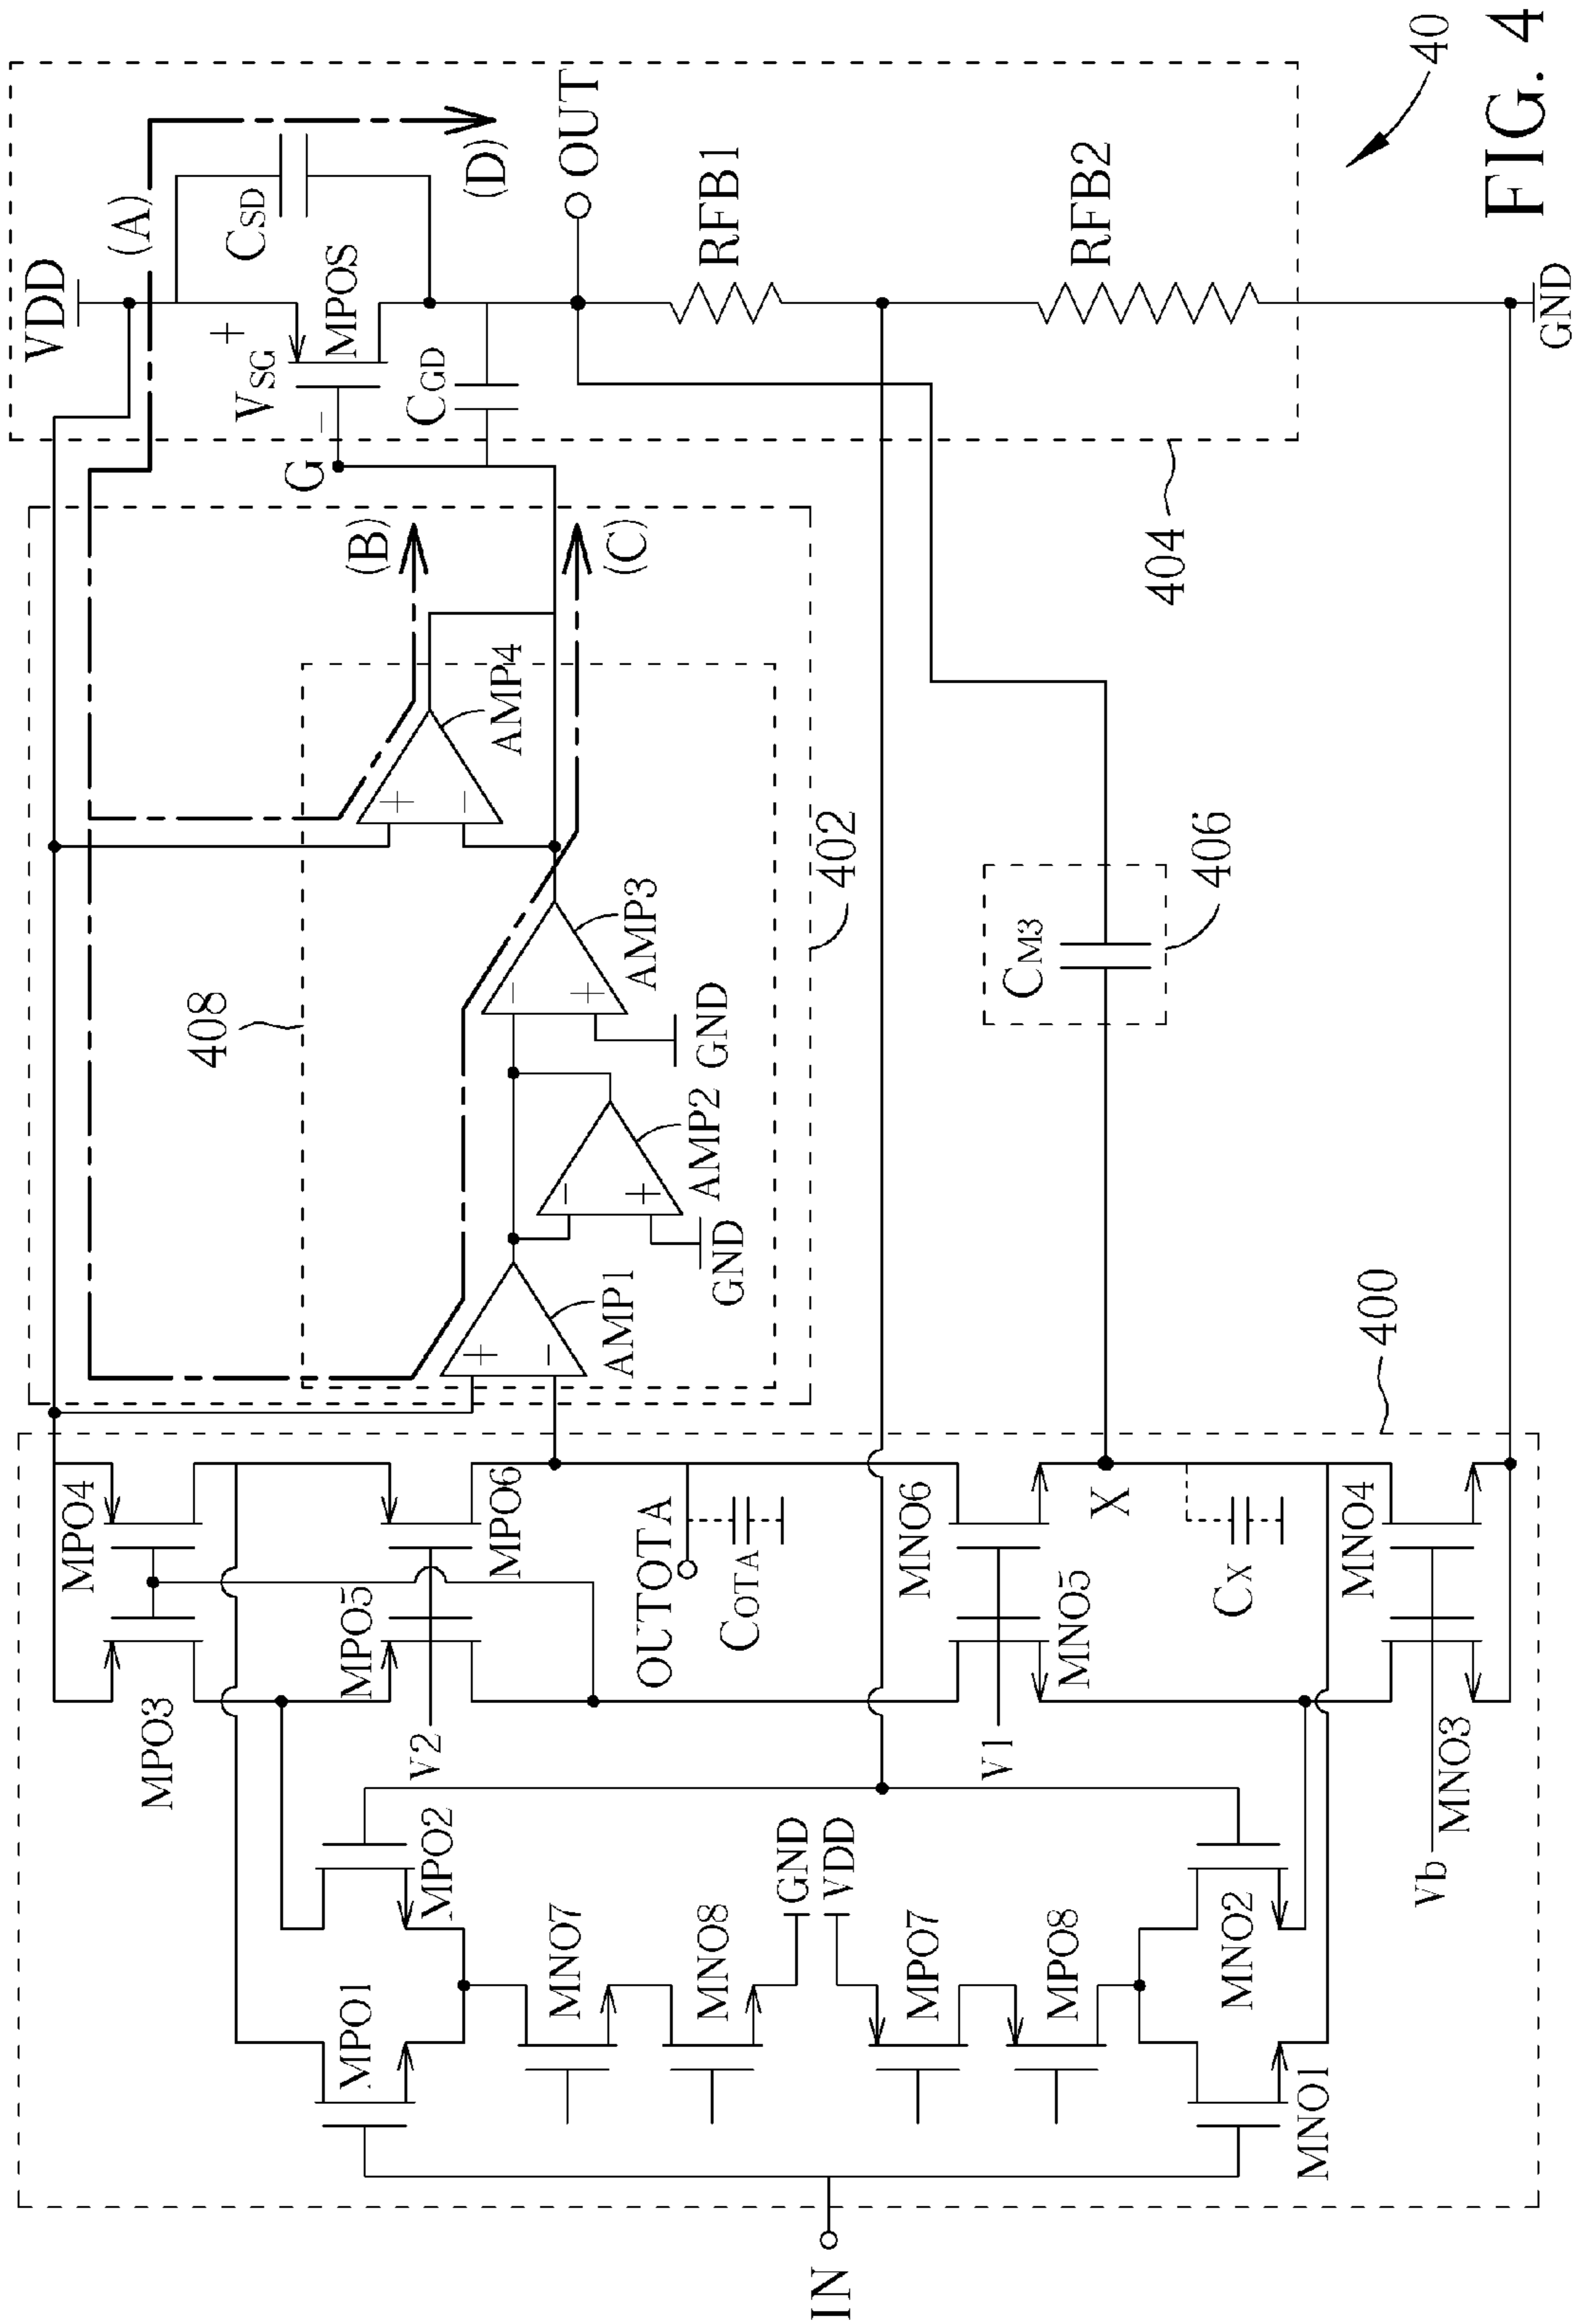 VDD
(A)
CSD
+
VSG
−
MPOS
G
CGD
(D)
OUT
RFB1
RFB2
GND
404
40
(B)
(C)
+
−
AMP4
−
+
AMP3
GND
−
+
AMP2
GND
+
−
AMP1
408
402
CM3
406
400
MPO4
MPO3
MPO6
MPO5
V2
OUTOTA
COTA
MNO6
MNO5
V1
X
CX
MNO4
MNO3
Vb
MPO2
MPO1
MNO7
MNO8
GND
VDD
MPO7
MPO8
MNO2
MNO1
IN
FIG. 4